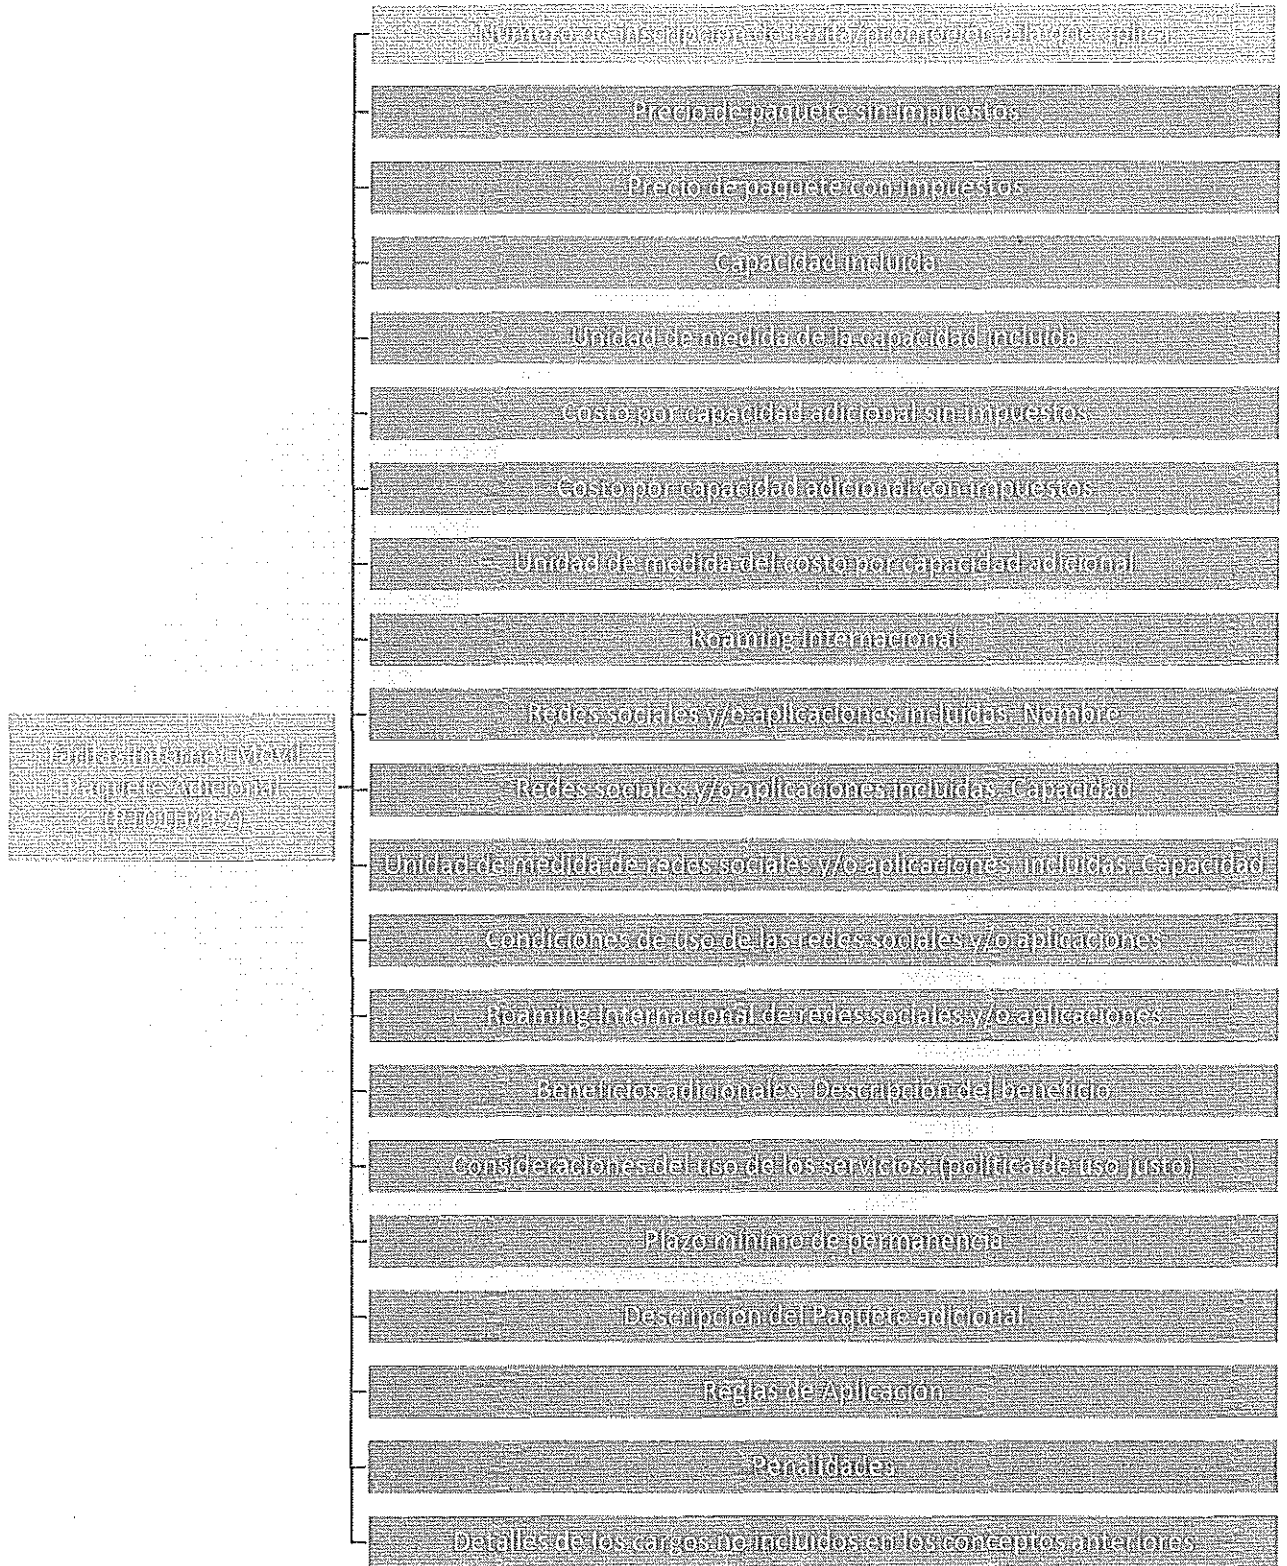 Número de inscripción de tarifa/promoción a la que aplica
Precio de paquete sin impuestos
Precio de paquete con impuestos
Capacidad incluida
Unidad de medida de la capacidad incluida
Costo por capacidad adicional sin impuestos
Costo por capacidad adicional con impuestos
Unidad de medida del costo por capacidad adicional
Roaming Internacional
Redes sociales y/o aplicaciones incluidas. Nombre
Tarifas Internet Móvil
Paquete Adicional
Redes sociales y/o aplicaciones incluidas. Capacidad
Unidad de medida de redes sociales y/o aplicaciones incluidas. Capacidad
Condiciones de uso de las redes sociales y/o aplicaciones
Roaming Internacional de redes sociales y/o aplicaciones
Beneficios adicionales. Descripción del beneficio
Consideraciones del uso de los servicios. (política de uso justo)
Plazo mínimo de permanencia
Descripción del Paquete adicional
Reglas de Aplicación
Penalidades
Detalles de los cargos no incluidos en los conceptos anteriores